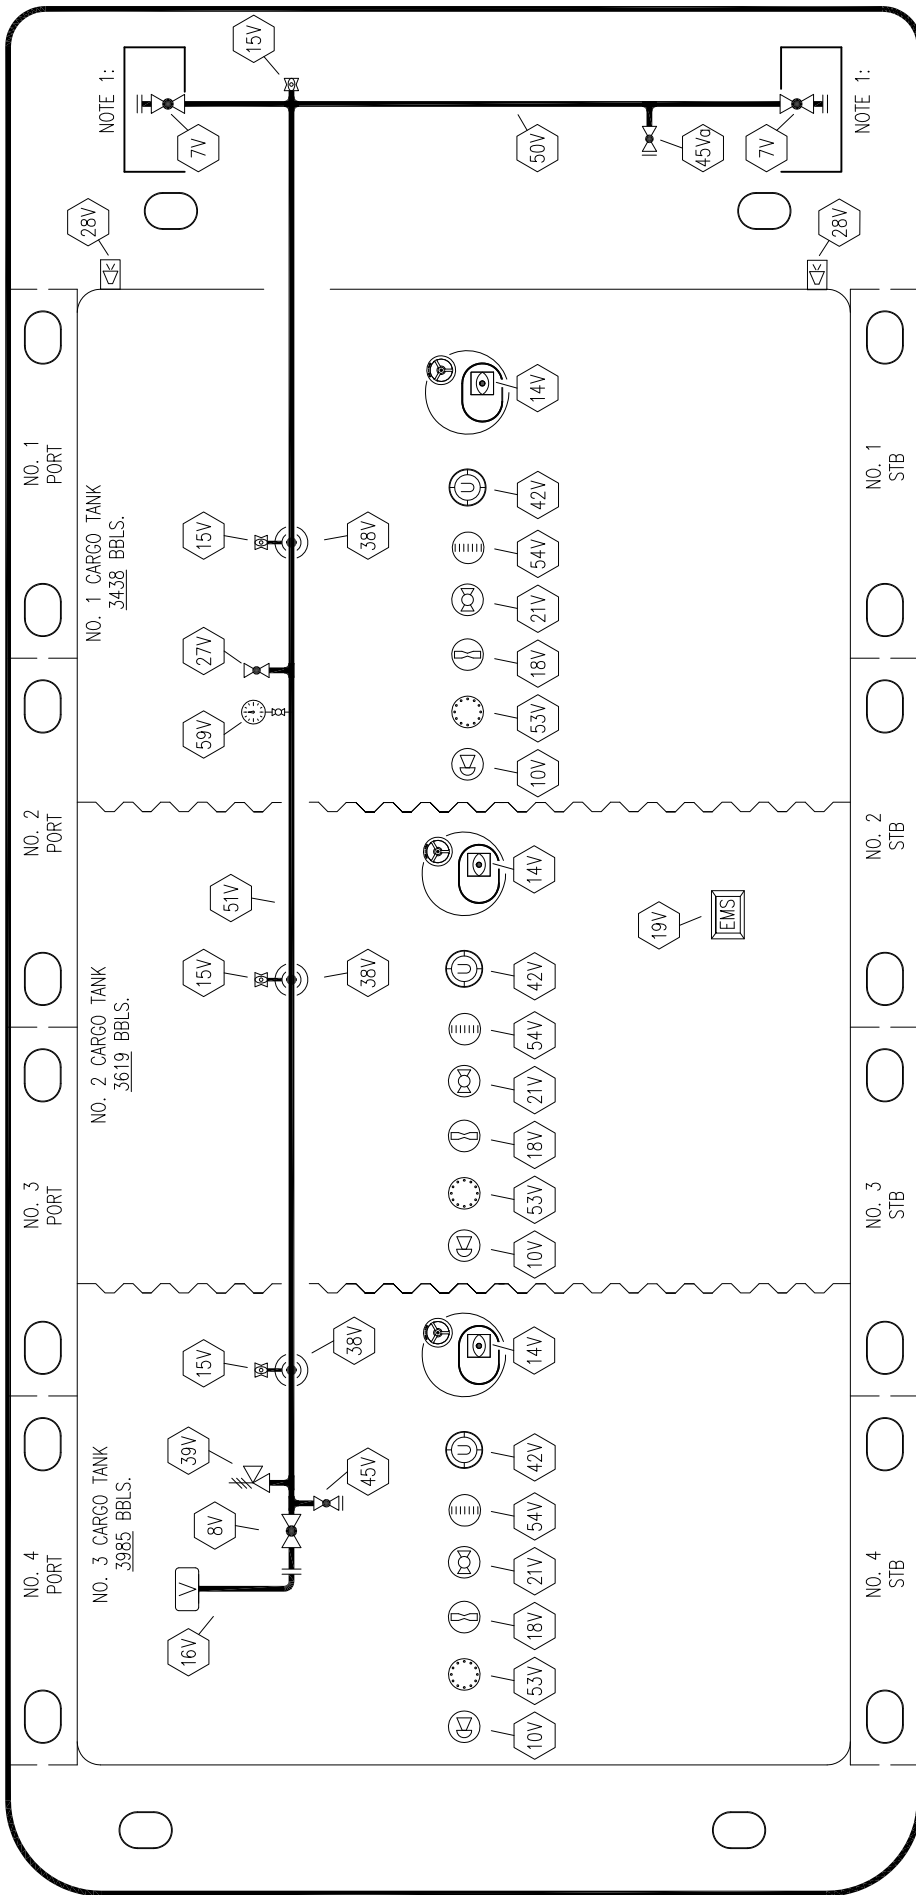 NO. 4
PORT
NO. 3
PORT
NO. 2
PORT
NO. 1
PORT
NO. 3 CARGO TANK
3985 BBLS.
NO. 2 CARGO TANK
3619 BBLS.
NO. 1 CARGO TANK
3438 BBLS.
28V
NOTE 1:
7V
16V
V
8V
39V
15V
15V
51V
59V
27V
15V
15V
45V
38V
38V
38V
U
U
U
10V
53V
18V
21V
54V
42V
14V
10V
53V
18V
21V
54V
42V
14V
10V
53V
18V
21V
54V
42V
14V
50V
19V
EMS
45Va
7V
28V
NOTE 1:
NO. 4
STB
NO. 3
STB
NO. 2
STB
NO. 1
STB